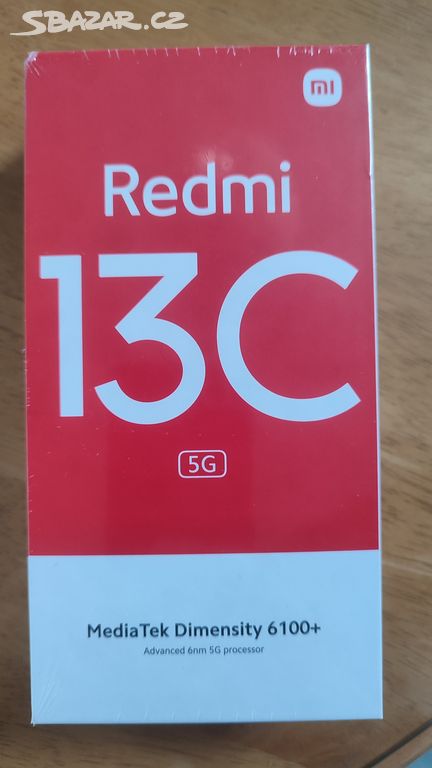 SBAZAR.CZ
mi
Redmi
13C
5G
MediaTek Dimensity 6100+
Advanced 6nm 5G processor